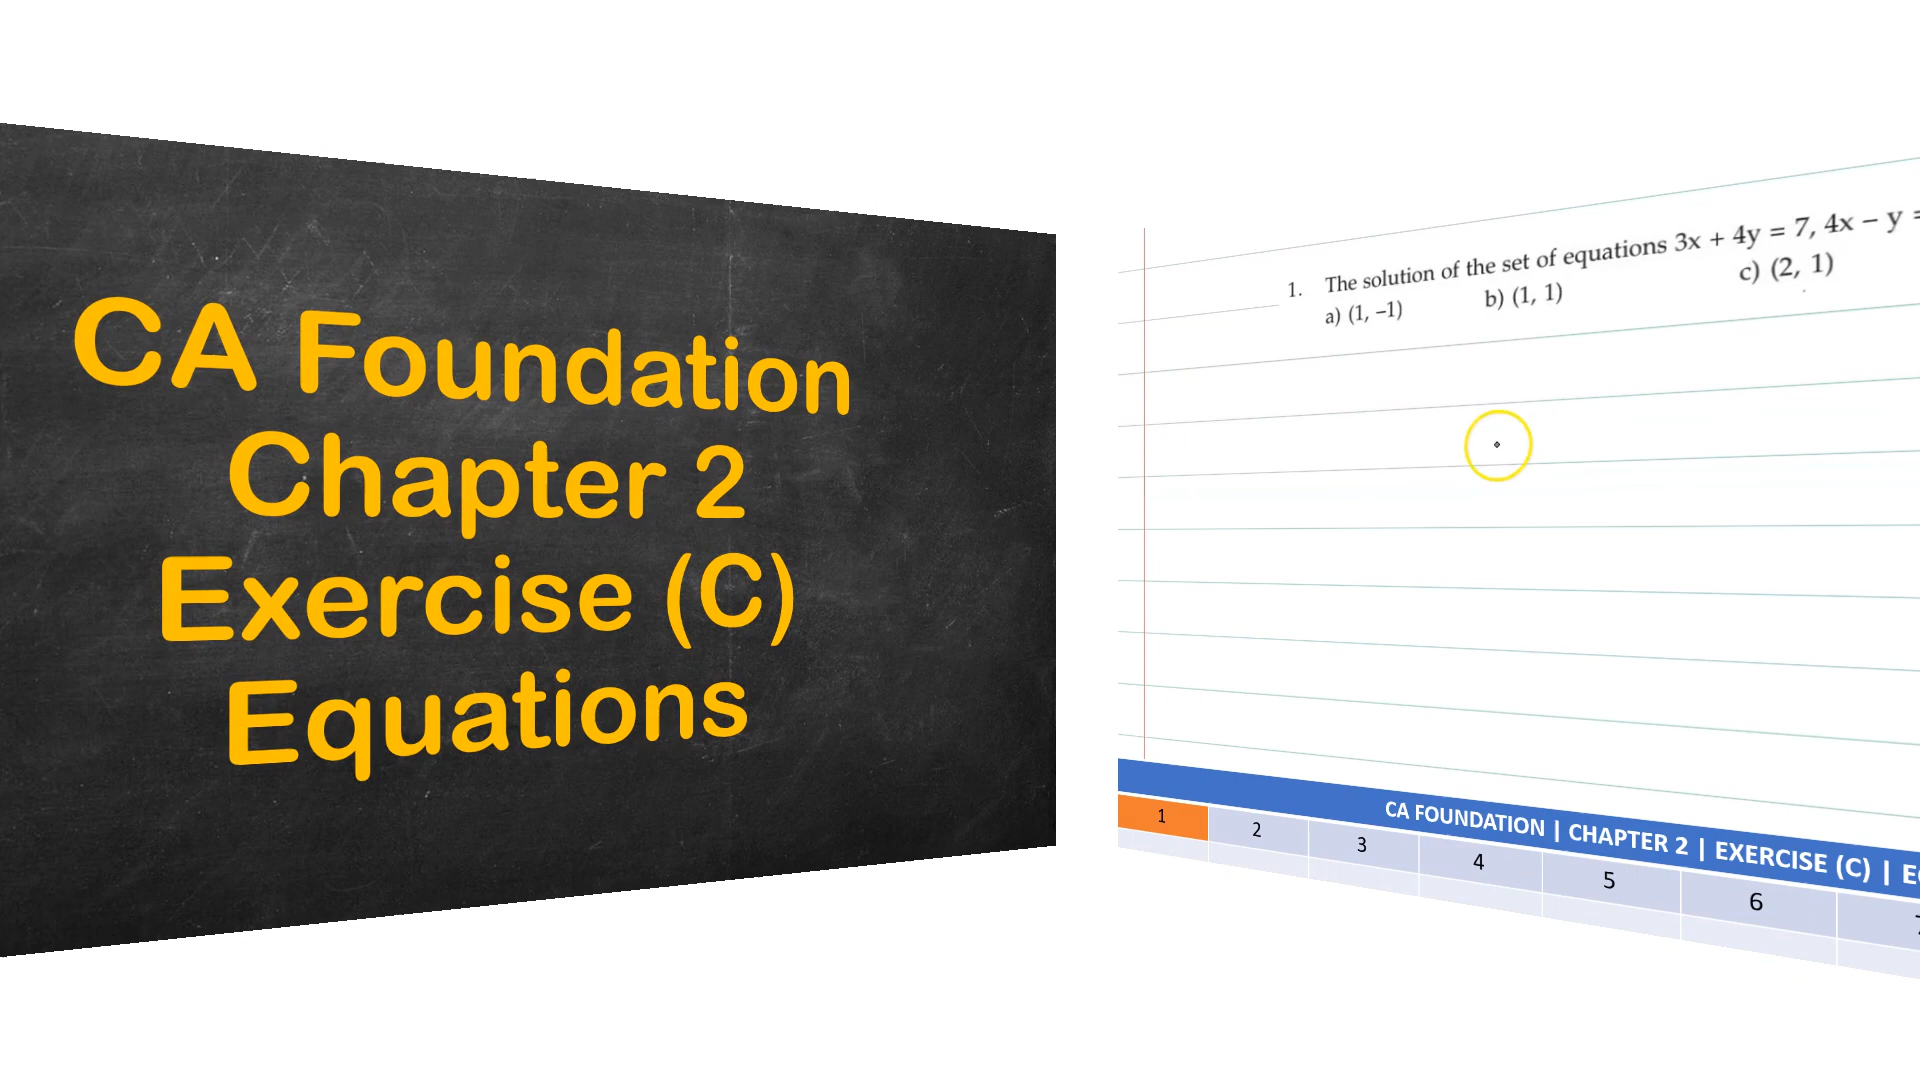 CA Foundation
Chapter 2
Exercise (C)
Equations
1. The solution of the set of equations 3x + 4y = 7, 4x – y =
a) (1, –1) b) (1, 1) c) (2, 1)
CA FOUNDATION | CHAPTER 2 | EXERCISE (C) |
1 2 3 4 5 6